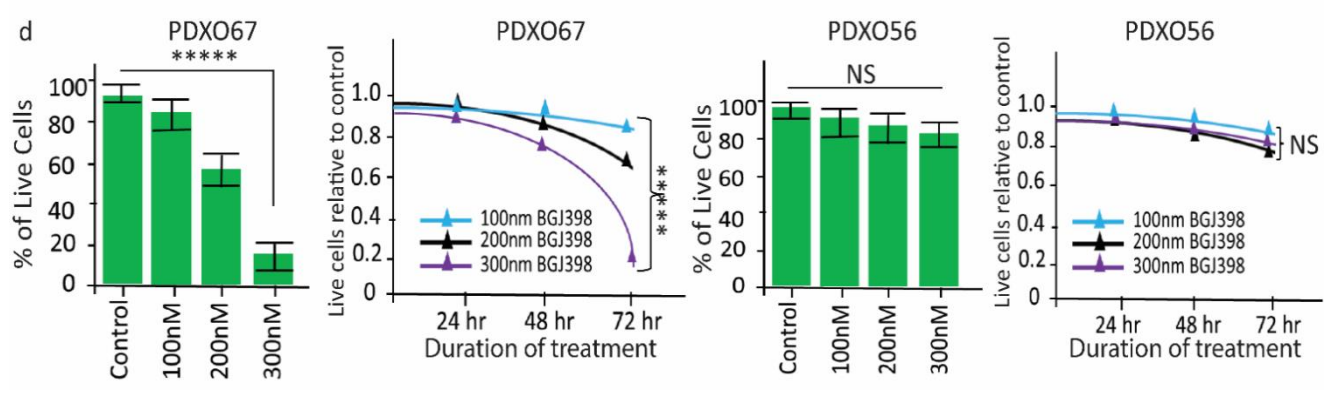 d
PDXO67
*****
% of Live Cells
100
80
60
40
20
0
Control
100nM
200nM
300nM
PDXO67
Live cells relative to control
1.0
0.8
0.6
0.4
0.2
0
100nm BGJ398
200nm BGJ398
300nm BGJ398
*****
24 hr 48 hr 72 hr
Duration of treatment
PDXO56
NS
% of Live Cells
100
80
60
40
20
0
Control
100nM
200nM
300nM
PDXO56
Live cells relative to control
1.0
0.8
0.6
0.4
0.2
0
NS
100nm BGJ398
200nm BGJ398
300nm BGJ398
24 hr 48 hr 72 hr
Duration of treatment